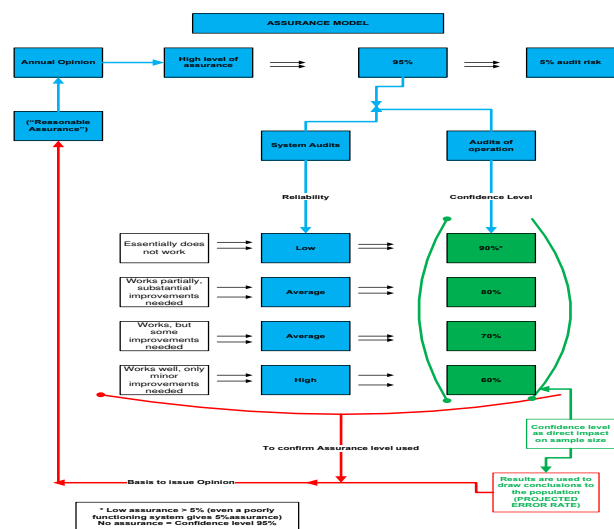 ASSURANCE MODEL
Annual Opinion
High level of
assurance
95%
5% audit risk
("Reasonable
Assurance")
System Audits
Audits of
operation
Reliability
Confidence Level
Essentially does
not work
Low
90%*
Works partially,
substantial
improvements
needed
Average
80%
Works, but
some
improvements
needed
Average
70%
Works well, only
minor
improvements
needed
High
60%
Confidence level
as direct impact
on sample size
To confirm Assurance level used
Basis to issue Opinion
Results are used to
draw conclusions to
the population
(PROJECTED
ERROR RATE)
* Low assurance > 5% (even a poorly
functioning system gives 5%assurance)
No assurance = Confidence level 95%